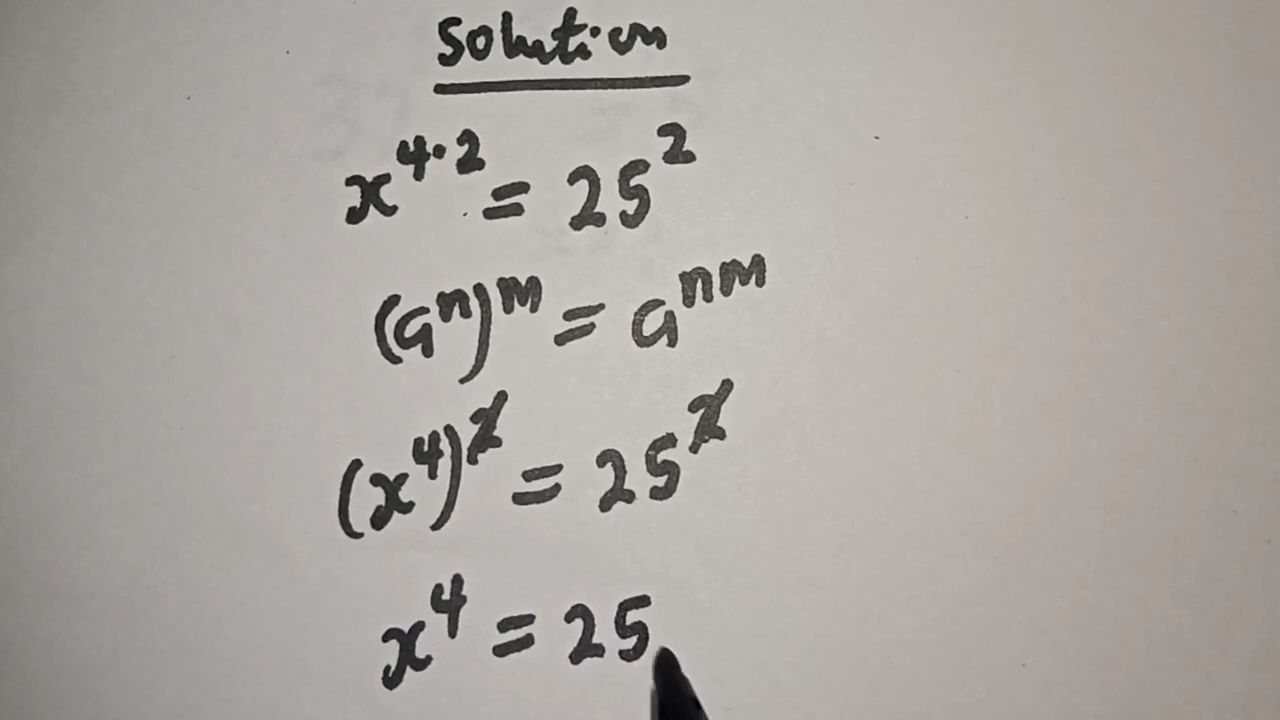 Solution
x^{4·2} = 25^2
(a^n)^m = a^{nm}
(x^4)^2 = 25^2
x^4 = 25